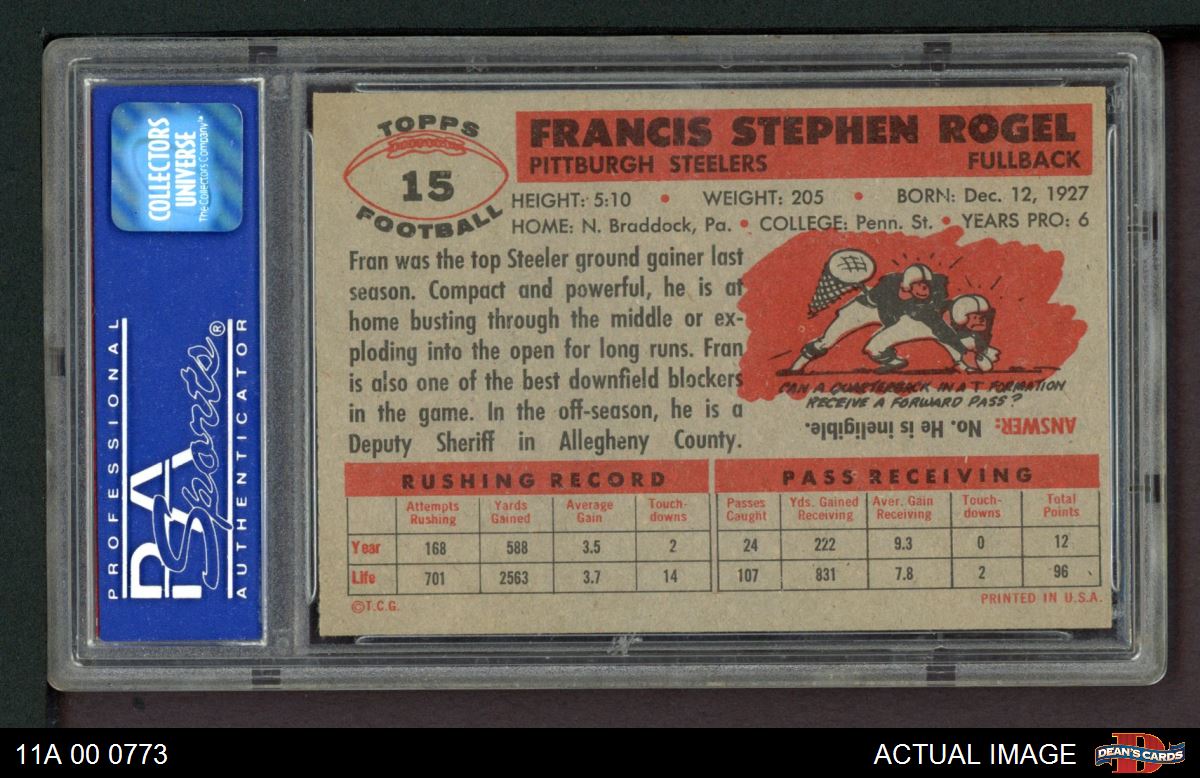 COLLECTORS
UNIVERSE
The Collectors Company™
PROFESSIONAL
PSA
Sports®
AUTHENTICATOR
TOPPS
15
FOOTBALL
FRANCIS STEPHEN ROGEL
PITTBURGH STEELERS FULLBACK
HEIGHT: 5:10 • WEIGHT: 205 • BORN: Dec. 12, 1927
HOME: N. Braddock, Pa. • COLLEGE: Penn. St. • YEARS PRO: 6
Fran was the top Steeler ground gainer last
season. Compact and powerful, he is at
home busting through the middle or ex-
ploding into the open for long runs. Fran
is also one of the best downfield blockers
in the game. In the off-season, he is a
Deputy Sheriff in Allegheny County.
CAN A QUARTERBACK IN A T FORMATION
RECEIVE A FORWARD PASS?
ANSWER: No. He is ineligible.
RUSHING RECORD PASS RECEIVING
Attempts Rushing Yards Gained Average Gain Touch-downs Passes Caught Yds. Gained Receiving Aver. Gain Receiving Touch-downs Total Points
Year 168 588 3.5 2 24 222 9.3 0 12
Life 701 2563 3.7 14 107 831 7.8 2 96
©T.C.G. PRINTED IN U.S.A.
11A 00 0773 ACTUAL IMAGE
DEAN'S CARDS